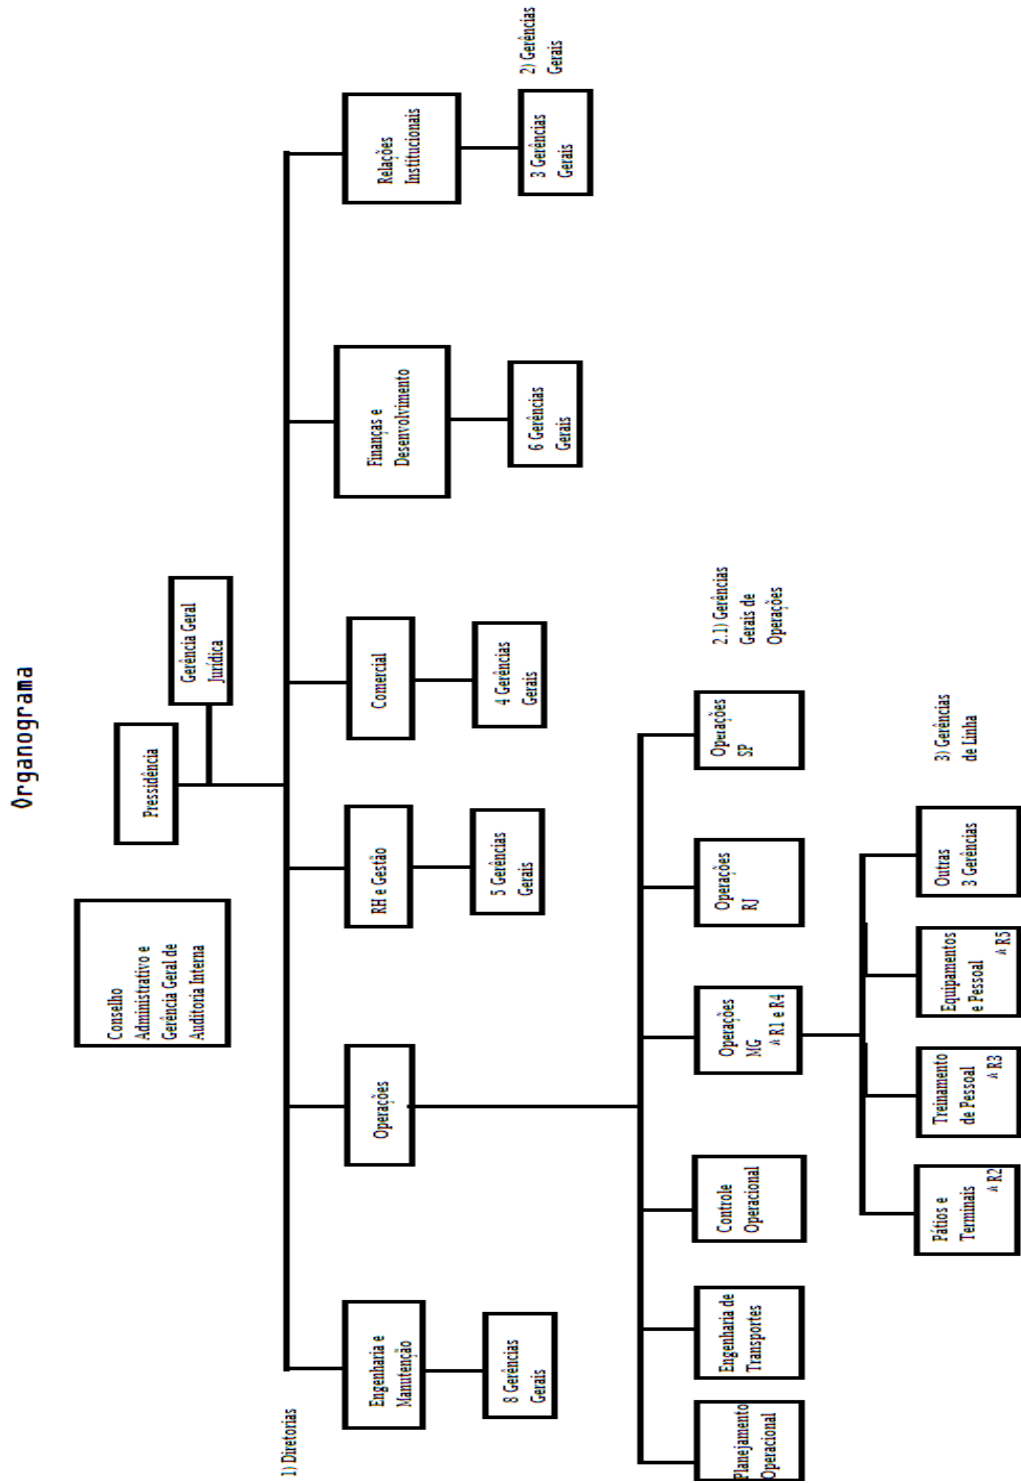 Organograma
Conselho
Administrativo e
Gerência Geral de
Auditoria Interna
Pressidência
Gerência Geral
Jurídica
1) Diretorias
Engenharia e
Manutenção
Operações
RH e Gestão
Comercial
Finanças e
Desenvolvimento
Relações
Institucionais
8 Gerências
Gerais
5 Gerências
Gerais
4 Gerências
Gerais
6 Gerências
Gerais
3 Gerências
Gerais
2) Gerências
Gerais
Planejamento
Operacional
Engenharia de
Transportes
Controle
Operacional
Operações
MG
* R1 e R4
Operações
RJ
Operações
SP
2.1) Gerências
Gerais de
Operações
Pátios e
Terminais
* R2
Treinamento
de Pessoal
* R3
Equipamentos
e Pessoal
* R5
Outras
3 Gerências
3) Gerências
de Linha